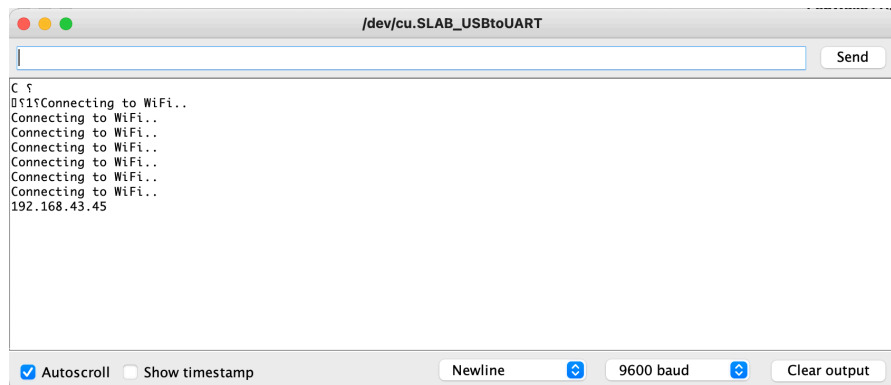 /dev/cu.SLAB_USBtoUART
Send
C ⸮
⸮1⸮Connecting to WiFi..
Connecting to WiFi..
Connecting to WiFi..
Connecting to WiFi..
Connecting to WiFi..
Connecting to WiFi..
Connecting to WiFi..
192.168.43.45
Autoscroll Show timestamp Newline 9600 baud Clear output